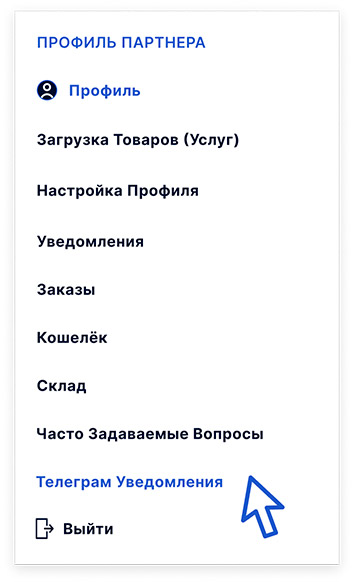 ПРОФИЛЬ ПАРТНЕРА
Профиль
Загрузка Товаров (Услуг)
Настройка Профиля
Уведомления
Заказы
Кошелёк
Склад
Часто Задаваемые Вопросы
Телеграм Уведомления
Выйти